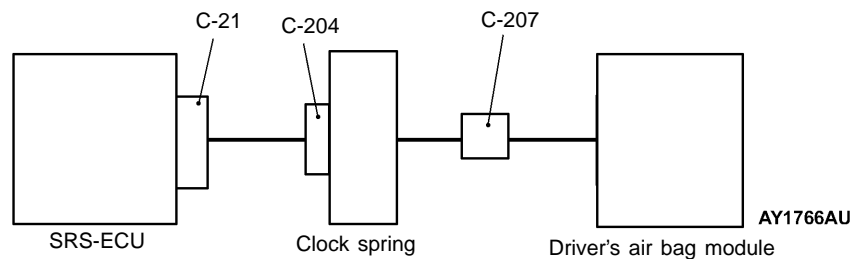 C-21
C-204
C-207
SRS-ECU
Clock spring
Driver's air bag module
AY1766AU